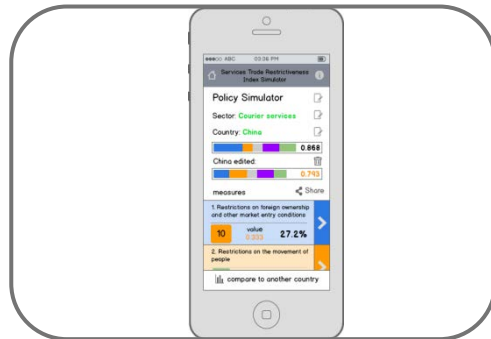 ABC 03:36 PM
Services Trade Restrictiveness
Index Simulator
Policy Simulator
Sector: Courier services
Country: China
0.868
China edited:
0.743
measures
Share
1. Restrictions on foreign ownership
and other market entry conditions
10
value
0.233
27.2%
2. Restrictions on the movement of
people
compare to another country